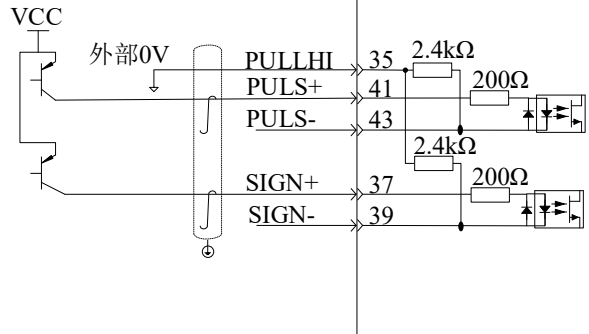 VCC
外部0V
PULLHI 35 2.4kΩ
PULS+ 41 200Ω
PULS- 43
2.4kΩ
SIGN+ 37 200Ω
SIGN- 39